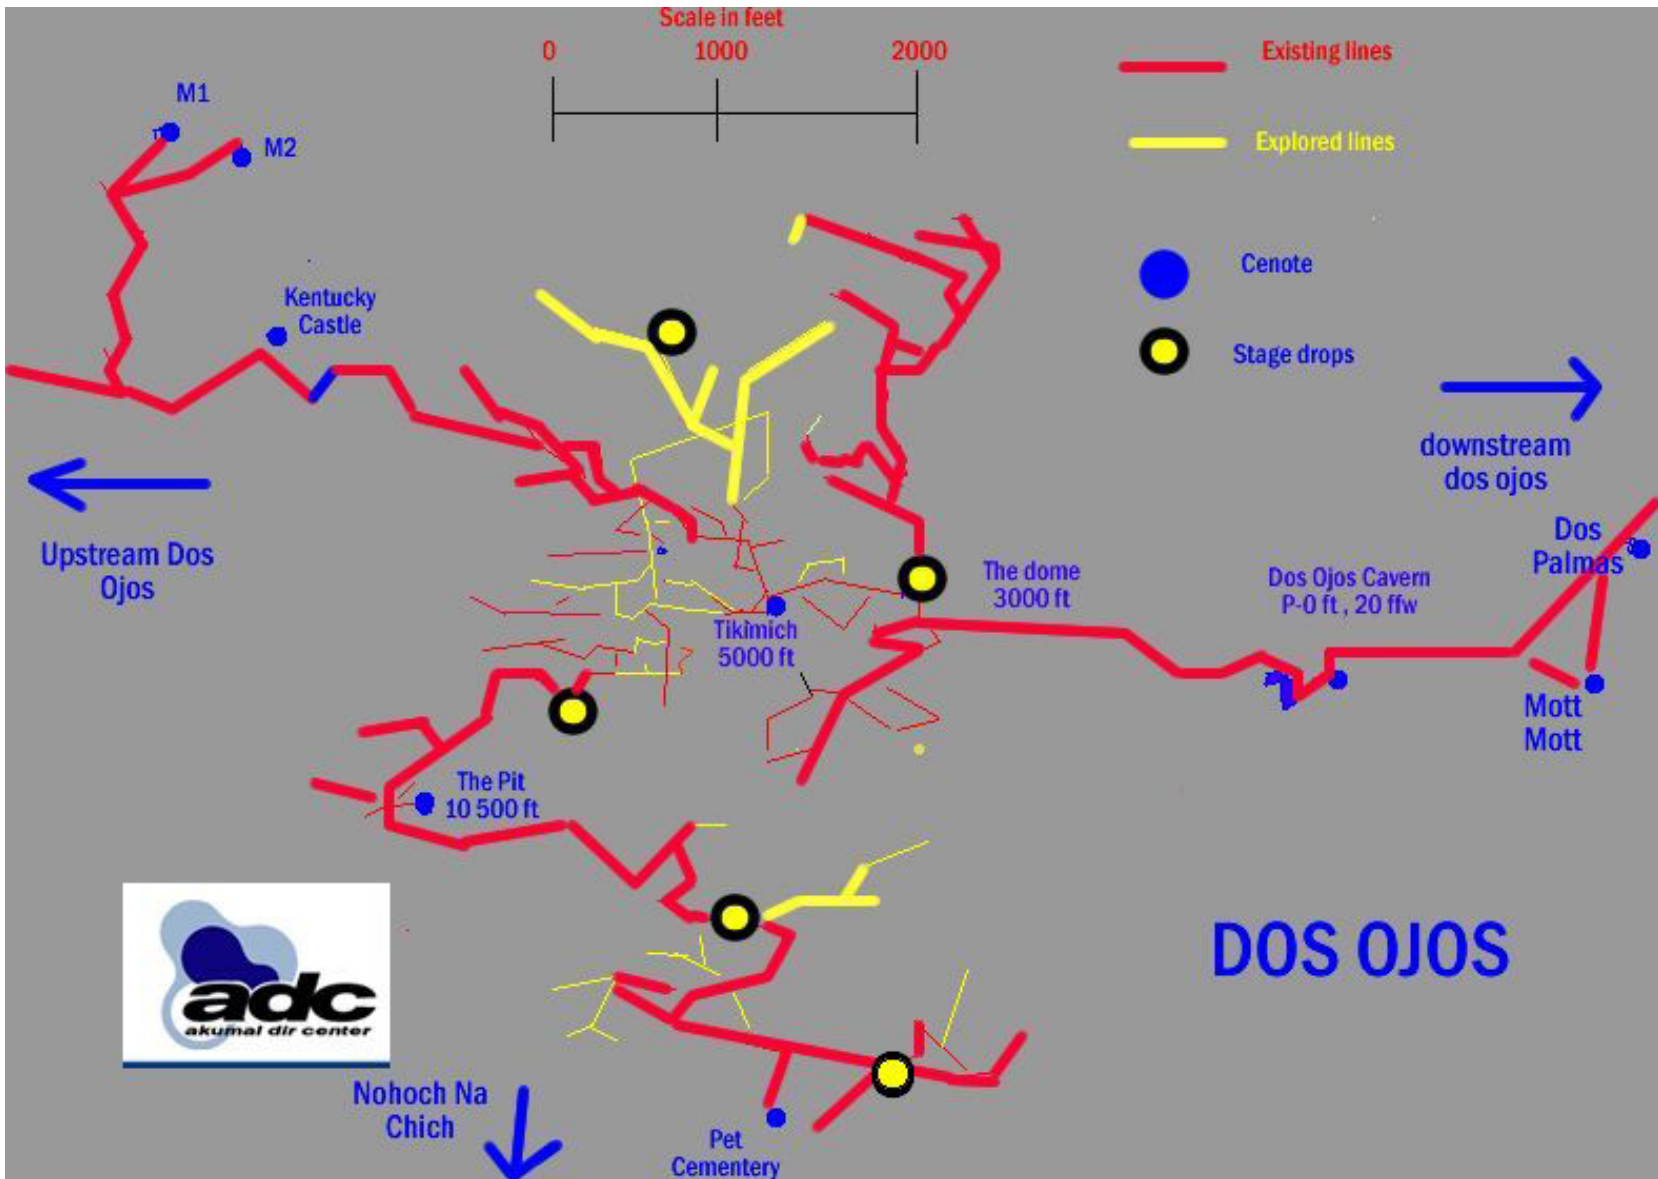 Scale in feet
0 1000 2000
Existing lines
Explored lines
Cenote
Stage drops
M1
M2
Kentucky
Castle
downstream
dos ojos
Upstream Dos
Ojos
Dos
Palmas
The dome
3000 ft
Dos Ojos Cavern
P-0 ft , 20 ffw
Tikimich
5000 ft
Mott
Mott
The Pit
10 500 ft
DOS OJOS
adc
akumal dir center
Nohoch Na
Chich
Pet
Cementery